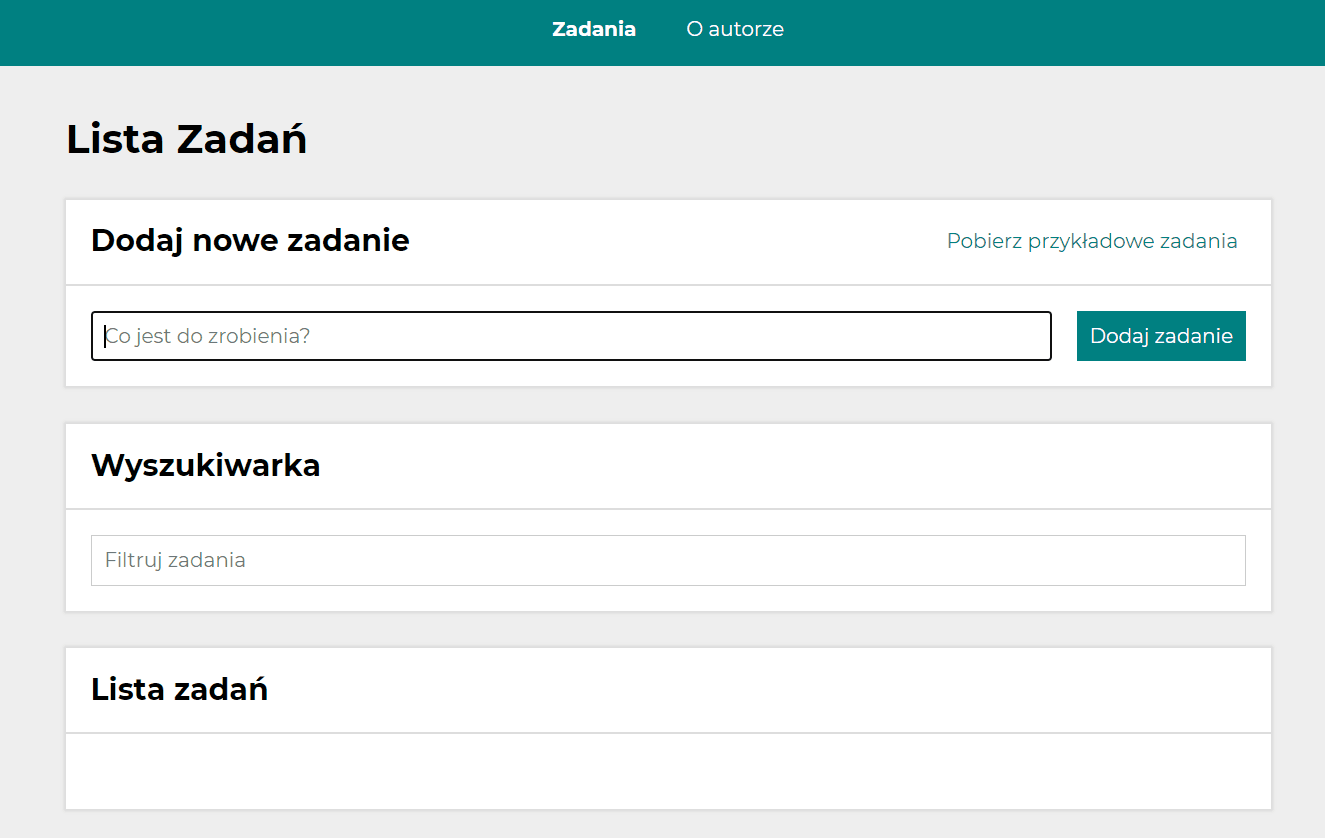 Zadania O autorze
Lista Zadań
Dodaj nowe zadanie Pobierz przykładowe zadania
Co jest do zrobienia? Dodaj zadanie
Wyszukiwarka
Filtruj zadania
Lista zadań